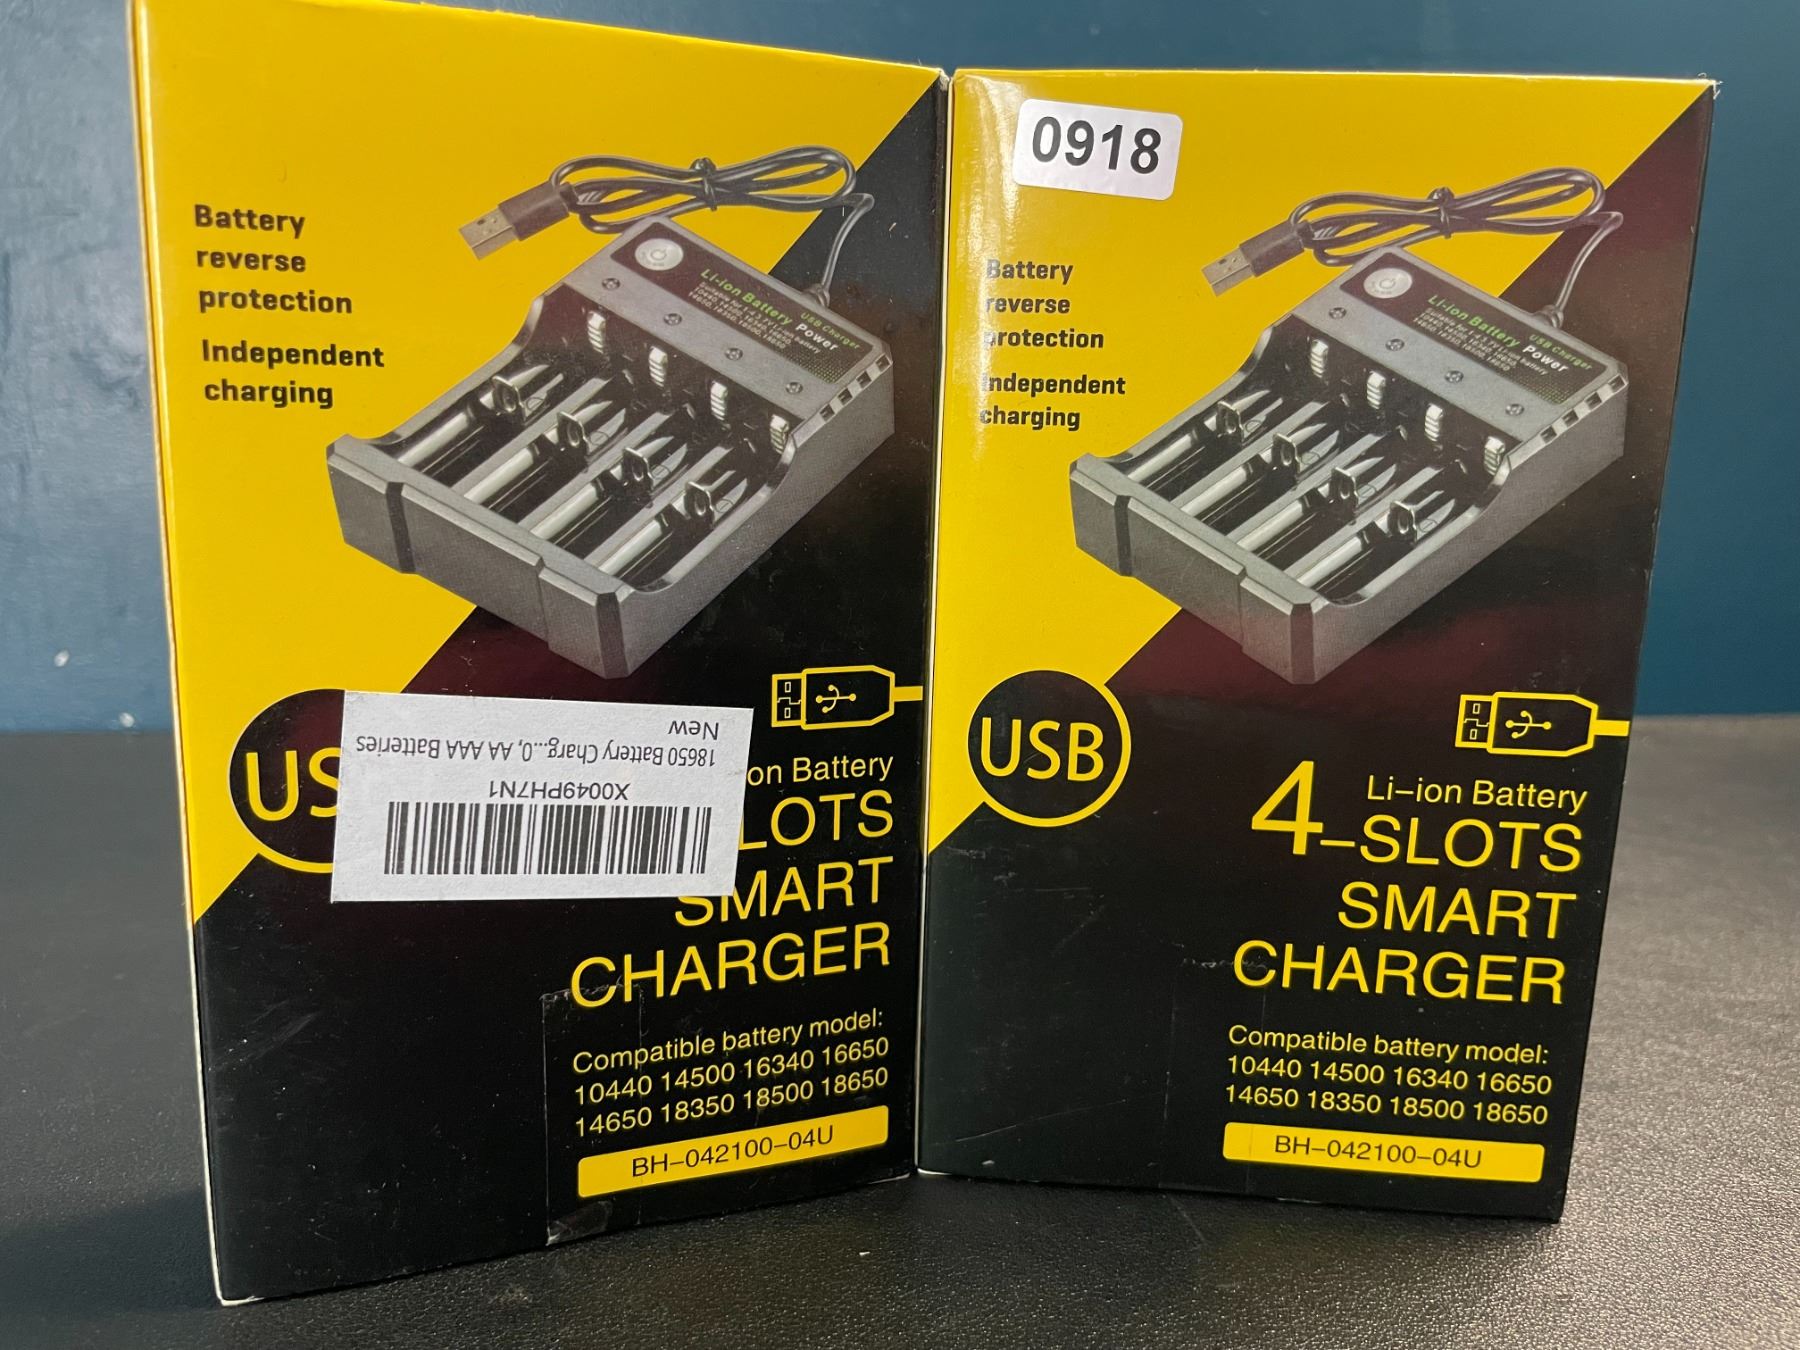 Battery
reverse
protection
Independent
charging
Li-ion Battery
USB Charger
Power
US
18650 Battery Charg...0, AA AAA Batteries
New
X0049PH7N1
on Battery
LOTS
SMART
CHARGER
Compatible battery model:
10440 14500 16340 16650
14650 18350 18500 18650
BH-042100-04U
0918
Battery
reverse
protection
Independent
charging
Li-ion Battery
USB Charger
Power
USB
Li-ion Battery
4-SLOTS
SMART
CHARGER
Compatible battery model:
10440 14500 16340 16650
14650 18350 18500 18650
BH-042100-04U